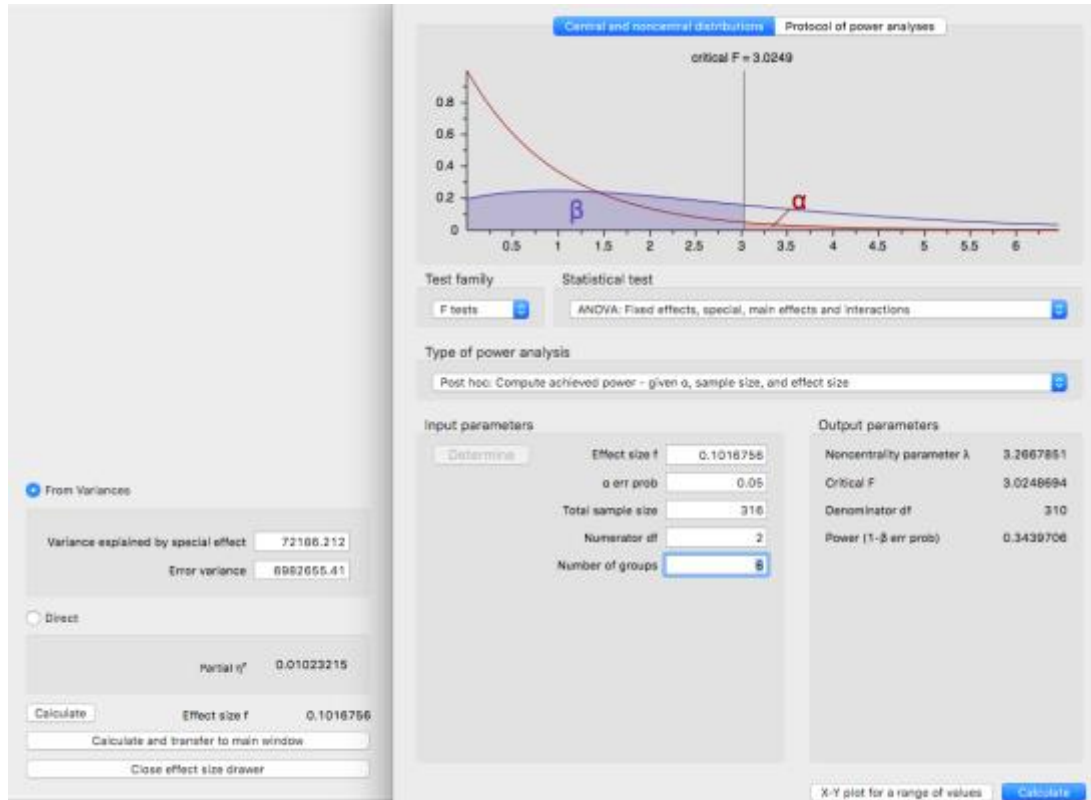 Central and noncentral distributions Protocol of power analyses
critical F = 3.0249
0.8
0.6
0.4
0.2
0
β
α
0.5 1 1.5 2 2.5 3 3.5 4 4.5 5 5.5 6
Test family Statistical test
F tests ANOVA: Fixed effects, special, main effects and interactions
Type of power analysis
Post hoc: Compute achieved power - given α, sample size, and effect size
Input parameters Output parameters
Determine Effect size f 0.1016756 Noncentrality parameter λ 3.2667851
α err prob 0.05 Critical F 3.0248694
Total sample size 316 Denominator df 310
Numerator df 2 Power (1-β err prob) 0.3439706
Number of groups 6
From Variances
Variance explained by special effect 72186.212
Error variance 6982655.41
Direct
Partial η² 0.01023215
Calculate Effect size f 0.1016756
Calculate and transfer to main window
Close effect size drawer
X-Y plot for a range of values Calculate